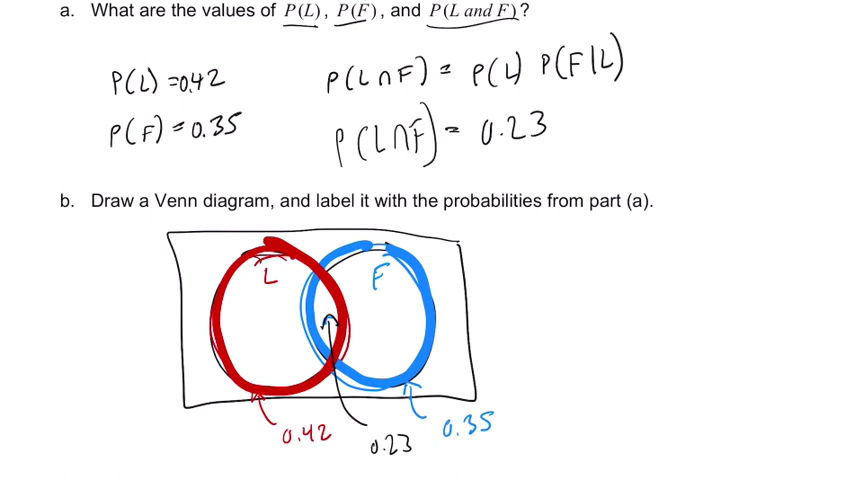 a. What are the values of P(L), P(F), and P(L and F)?
P(L) = 0.42
P(L ∩ F) = P(L) P(F|L)
P(F) = 0.35
P(L ∩ F) = 0.23
b. Draw a Venn diagram, and label it with the probabilities from part (a).
L
F
0.42
0.23
0.35